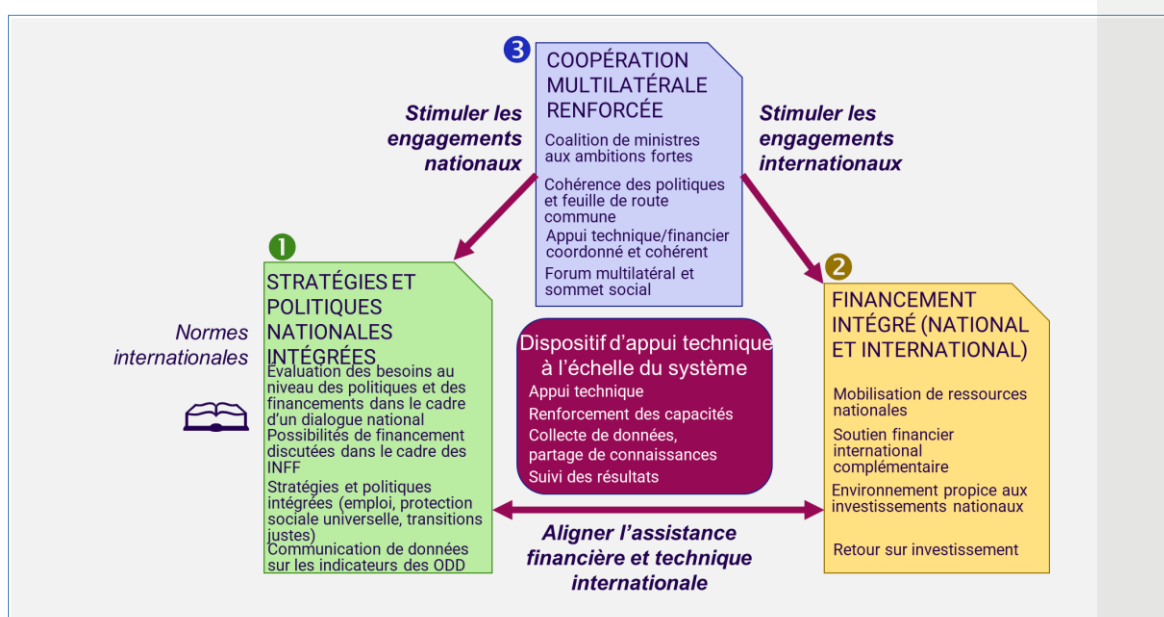 3
COOPÉRATION
MULTILATÉRALE
RENFORCÉE
Coalition de ministres
aux ambitions fortes
Cohérence des politiques
et feuille de route
commune
Appui technique/financier
coordonné et cohérent
Forum multilatéral et
sommet social
Stimuler les
engagements
nationaux
Stimuler les
engagements
internationaux
1
STRATÉGIES ET
POLITIQUES
NATIONALES
INTÉGRÉES
Évaluation des besoins au
niveau des politiques et des
financements dans le cadre
d’un dialogue national
Possibilités de financement
discutées dans le cadre des
INFF
Stratégies et politiques
intégrées (emploi, protection
sociale universelle, transitions
justes)
Communication de données
sur les indicateurs des ODD
Normes
internationales
Dispositif d’appui technique
à l’échelle du système
Appui technique
Renforcement des capacités
Collecte de données,
partage de connaissances
Suivi des résultats
2
FINANCEMENT
INTÉGRÉ (NATIONAL
ET INTERNATIONAL)
Mobilisation de ressources
nationales
Soutien financier
international
complémentaire
Environnement propice aux
investissements nationaux
Retour sur investissement
Aligner l’assistance
financière et technique
internationale